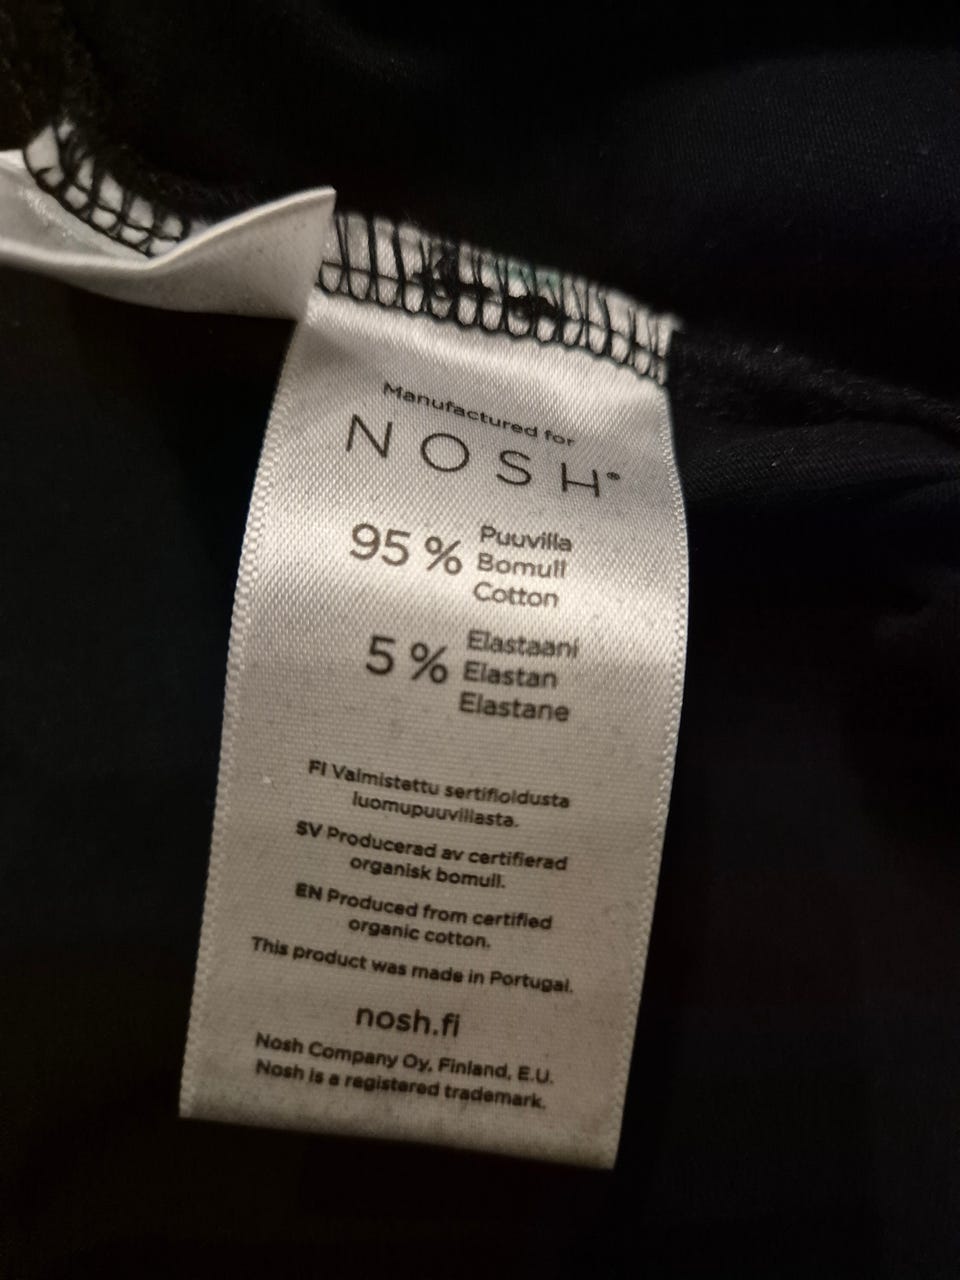 Manufactured for
NOSH®
95 % Puuvilla
Bomull
Cotton
5 % Elastaani
Elastan
Elastane
FI Valmistettu sertifioidusta
luomupuuvillasta.
SV Producerad av certifierad
organisk bomull.
EN Produced from certified
organic cotton.
This product was made in Portugal.
nosh.fi
Nosh Company Oy, Finland, E.U.
Nosh is a registered trademark.